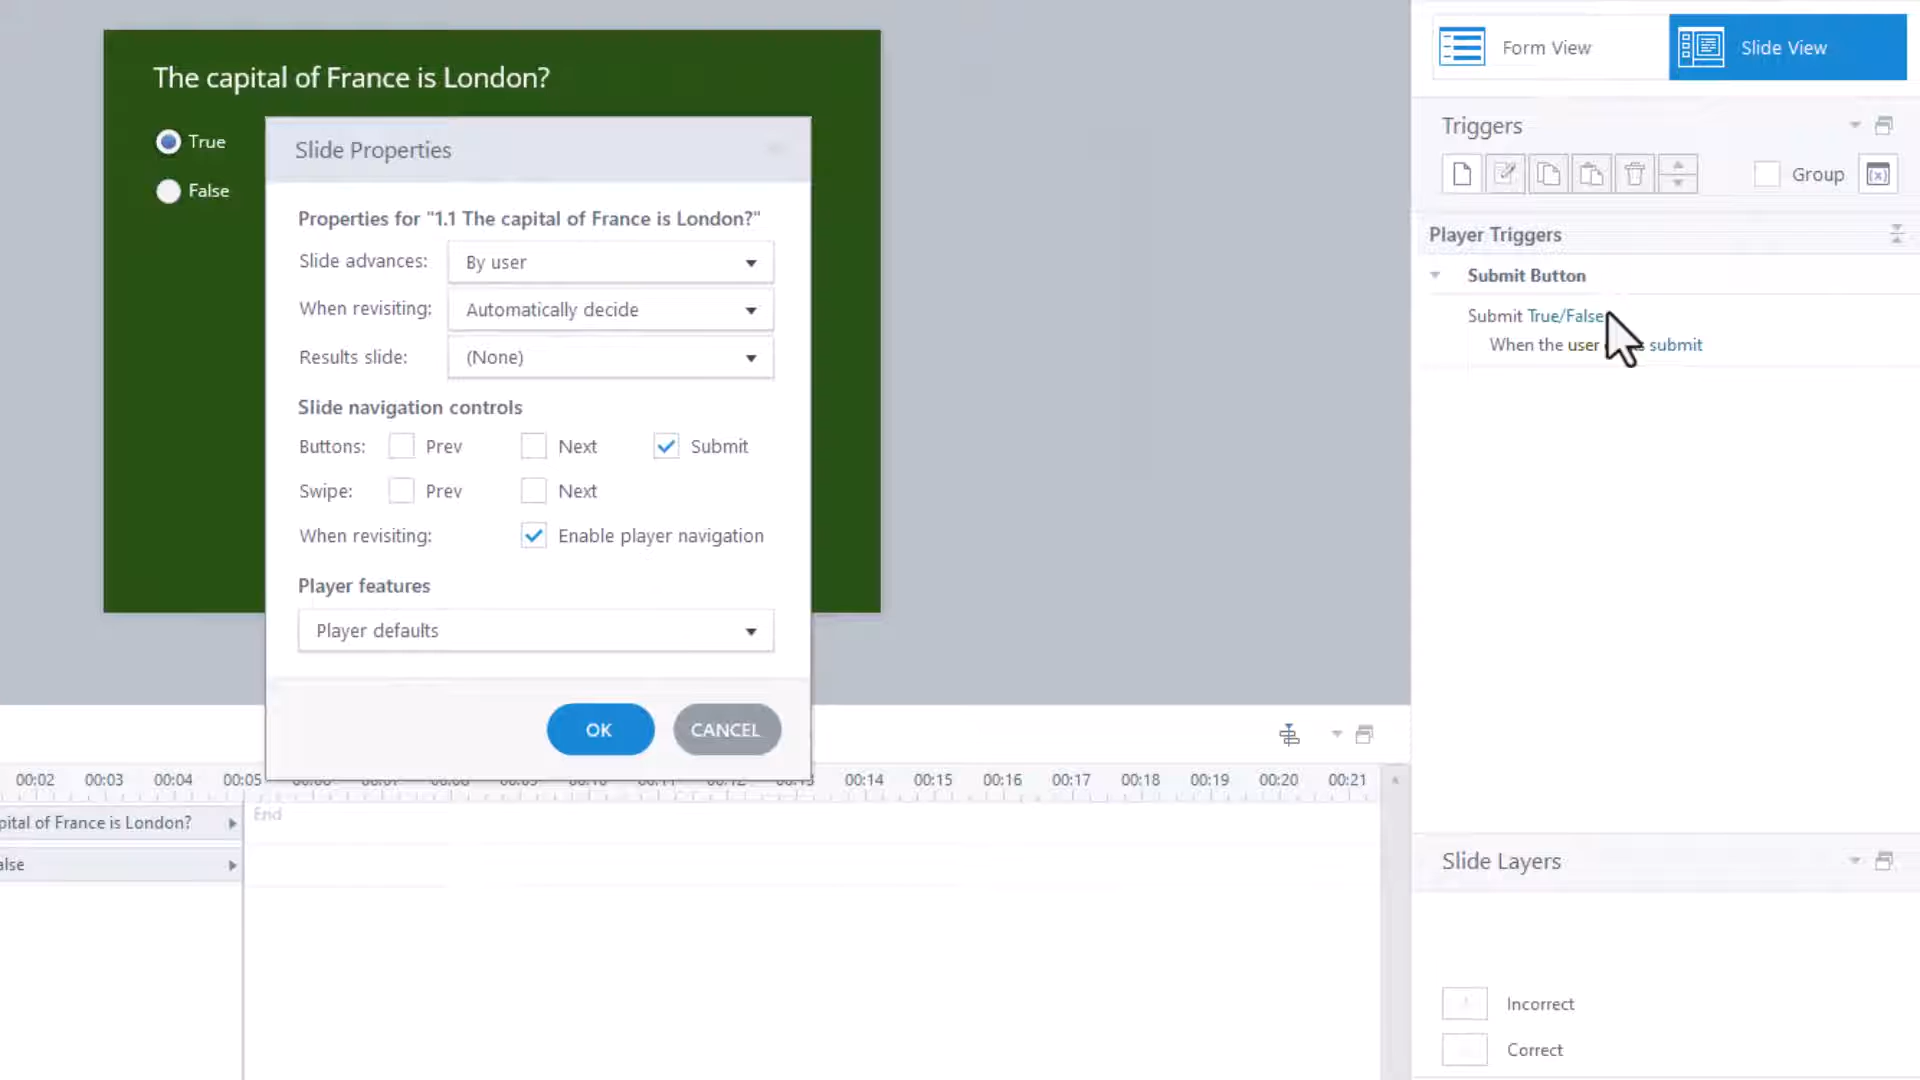 The capital of France is London?
True
False
Slide Properties
Properties for "1.1 The capital of France is London?"
Slide advances: By user
When revisiting: Automatically decide
Results slide: (None)
Slide navigation controls
Buttons: Prev Next Submit
Swipe: Prev Next
When revisiting: Enable player navigation
Player features
Player defaults
OK CANCEL
Form View Slide View
Triggers
Group
Player Triggers
Submit Button
Submit True/False
When the user submit
00:02 00:03 00:04 00:05 00:14 00:15 00:16 00:17 00:18 00:19 00:20 00:21
pital of France is London?
End
alse
Slide Layers
Incorrect
Correct